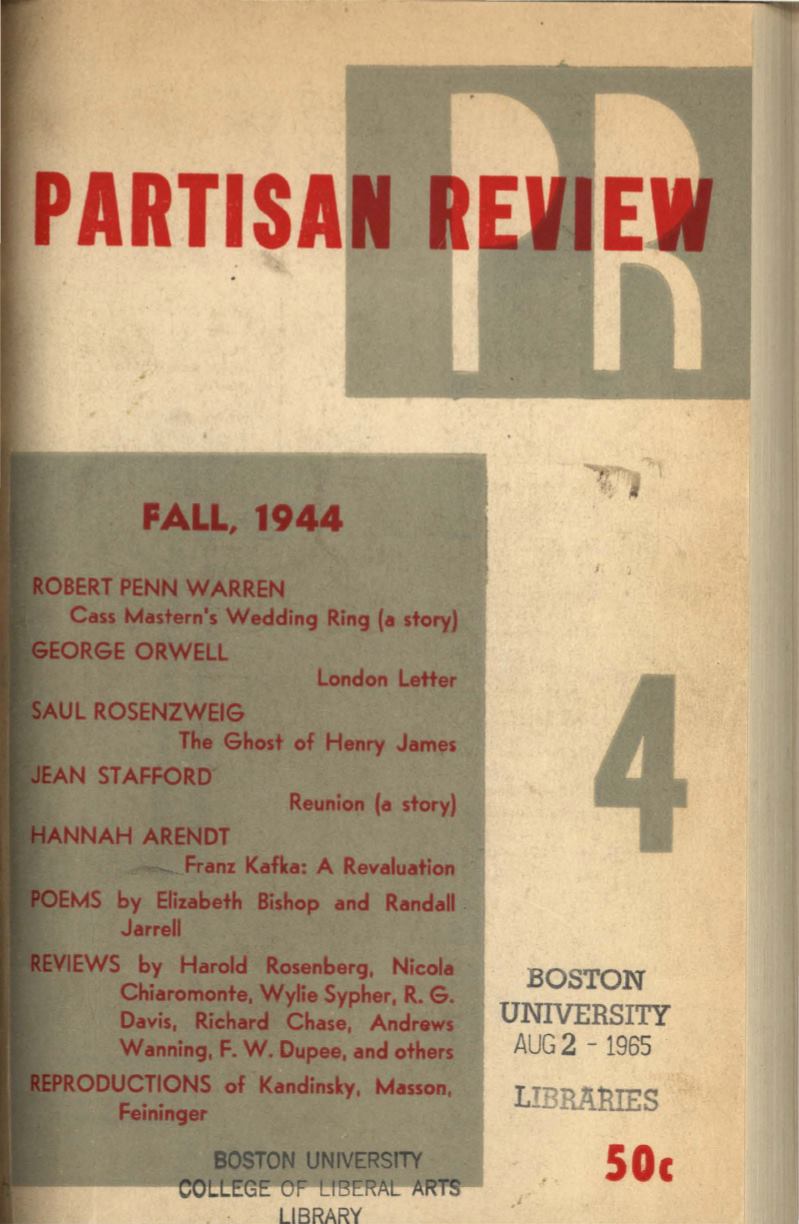 PR
PARTISAN REVIEW
FALL, 1944
ROBERT PENN WARREN
Cass Mastern's Wedding Ring (a story)
GEORGE ORWELL
London Letter
SAUL ROSENZWEIG
The Ghost of Henry James
JEAN STAFFORD
Reunion (a story)
HANNAH ARENDT
Franz Kafka: A Revaluation
POEMS by Elizabeth Bishop and Randall
Jarrell
REVIEWS by Harold Rosenberg, Nicola
Chiaromonte, Wylie Sypher, R. G.
Davis, Richard Chase, Andrews
Wanning, F. W. Dupee, and others
REPRODUCTIONS of Kandinsky, Masson,
Feininger
4
BOSTON
UNIVERSITY
AUG 2 - 1965
LIBRARIES
50c
BOSTON UNIVERSITY
COLLEGE OF LIBERAL ARTS
LIBRARY